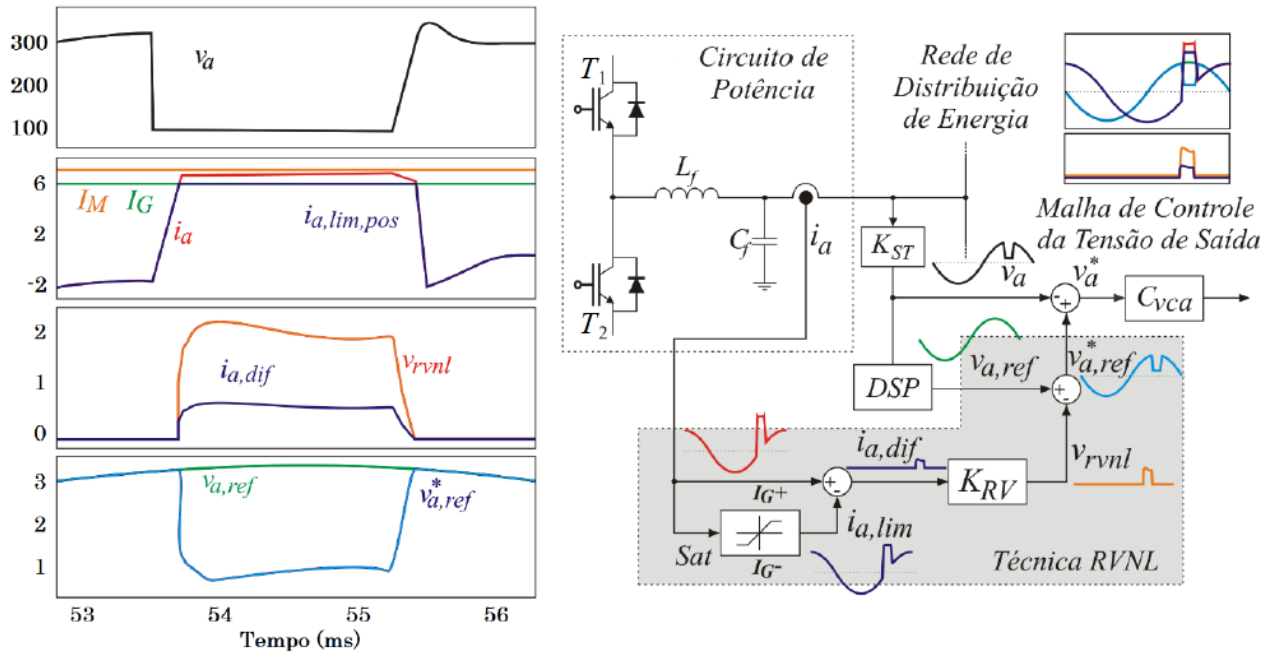 300
200
100
v_a
6
2
-2
I_M
I_G
i_a
i_a,lim,pos
2
1
0
i_a,dif
v_rvnl
3
2
1
v_a,ref
v*_a,ref
53
54
55
56
Tempo (ms)
Circuito de
Potência
T_1
T_2
L_f
C_f
i_a
Rede de
Distribuição
de Energia
K_ST
v_a
Malha de Controle
da Tensão de Saída
v*_a
-
+
C_vca
DSP
v_a,ref
v*_a,ref
+
-
i_a,dif
v_rvnl
K_RV
+
-
I_G+
I_G-
Sat
i_a,lim
Técnica RVNL